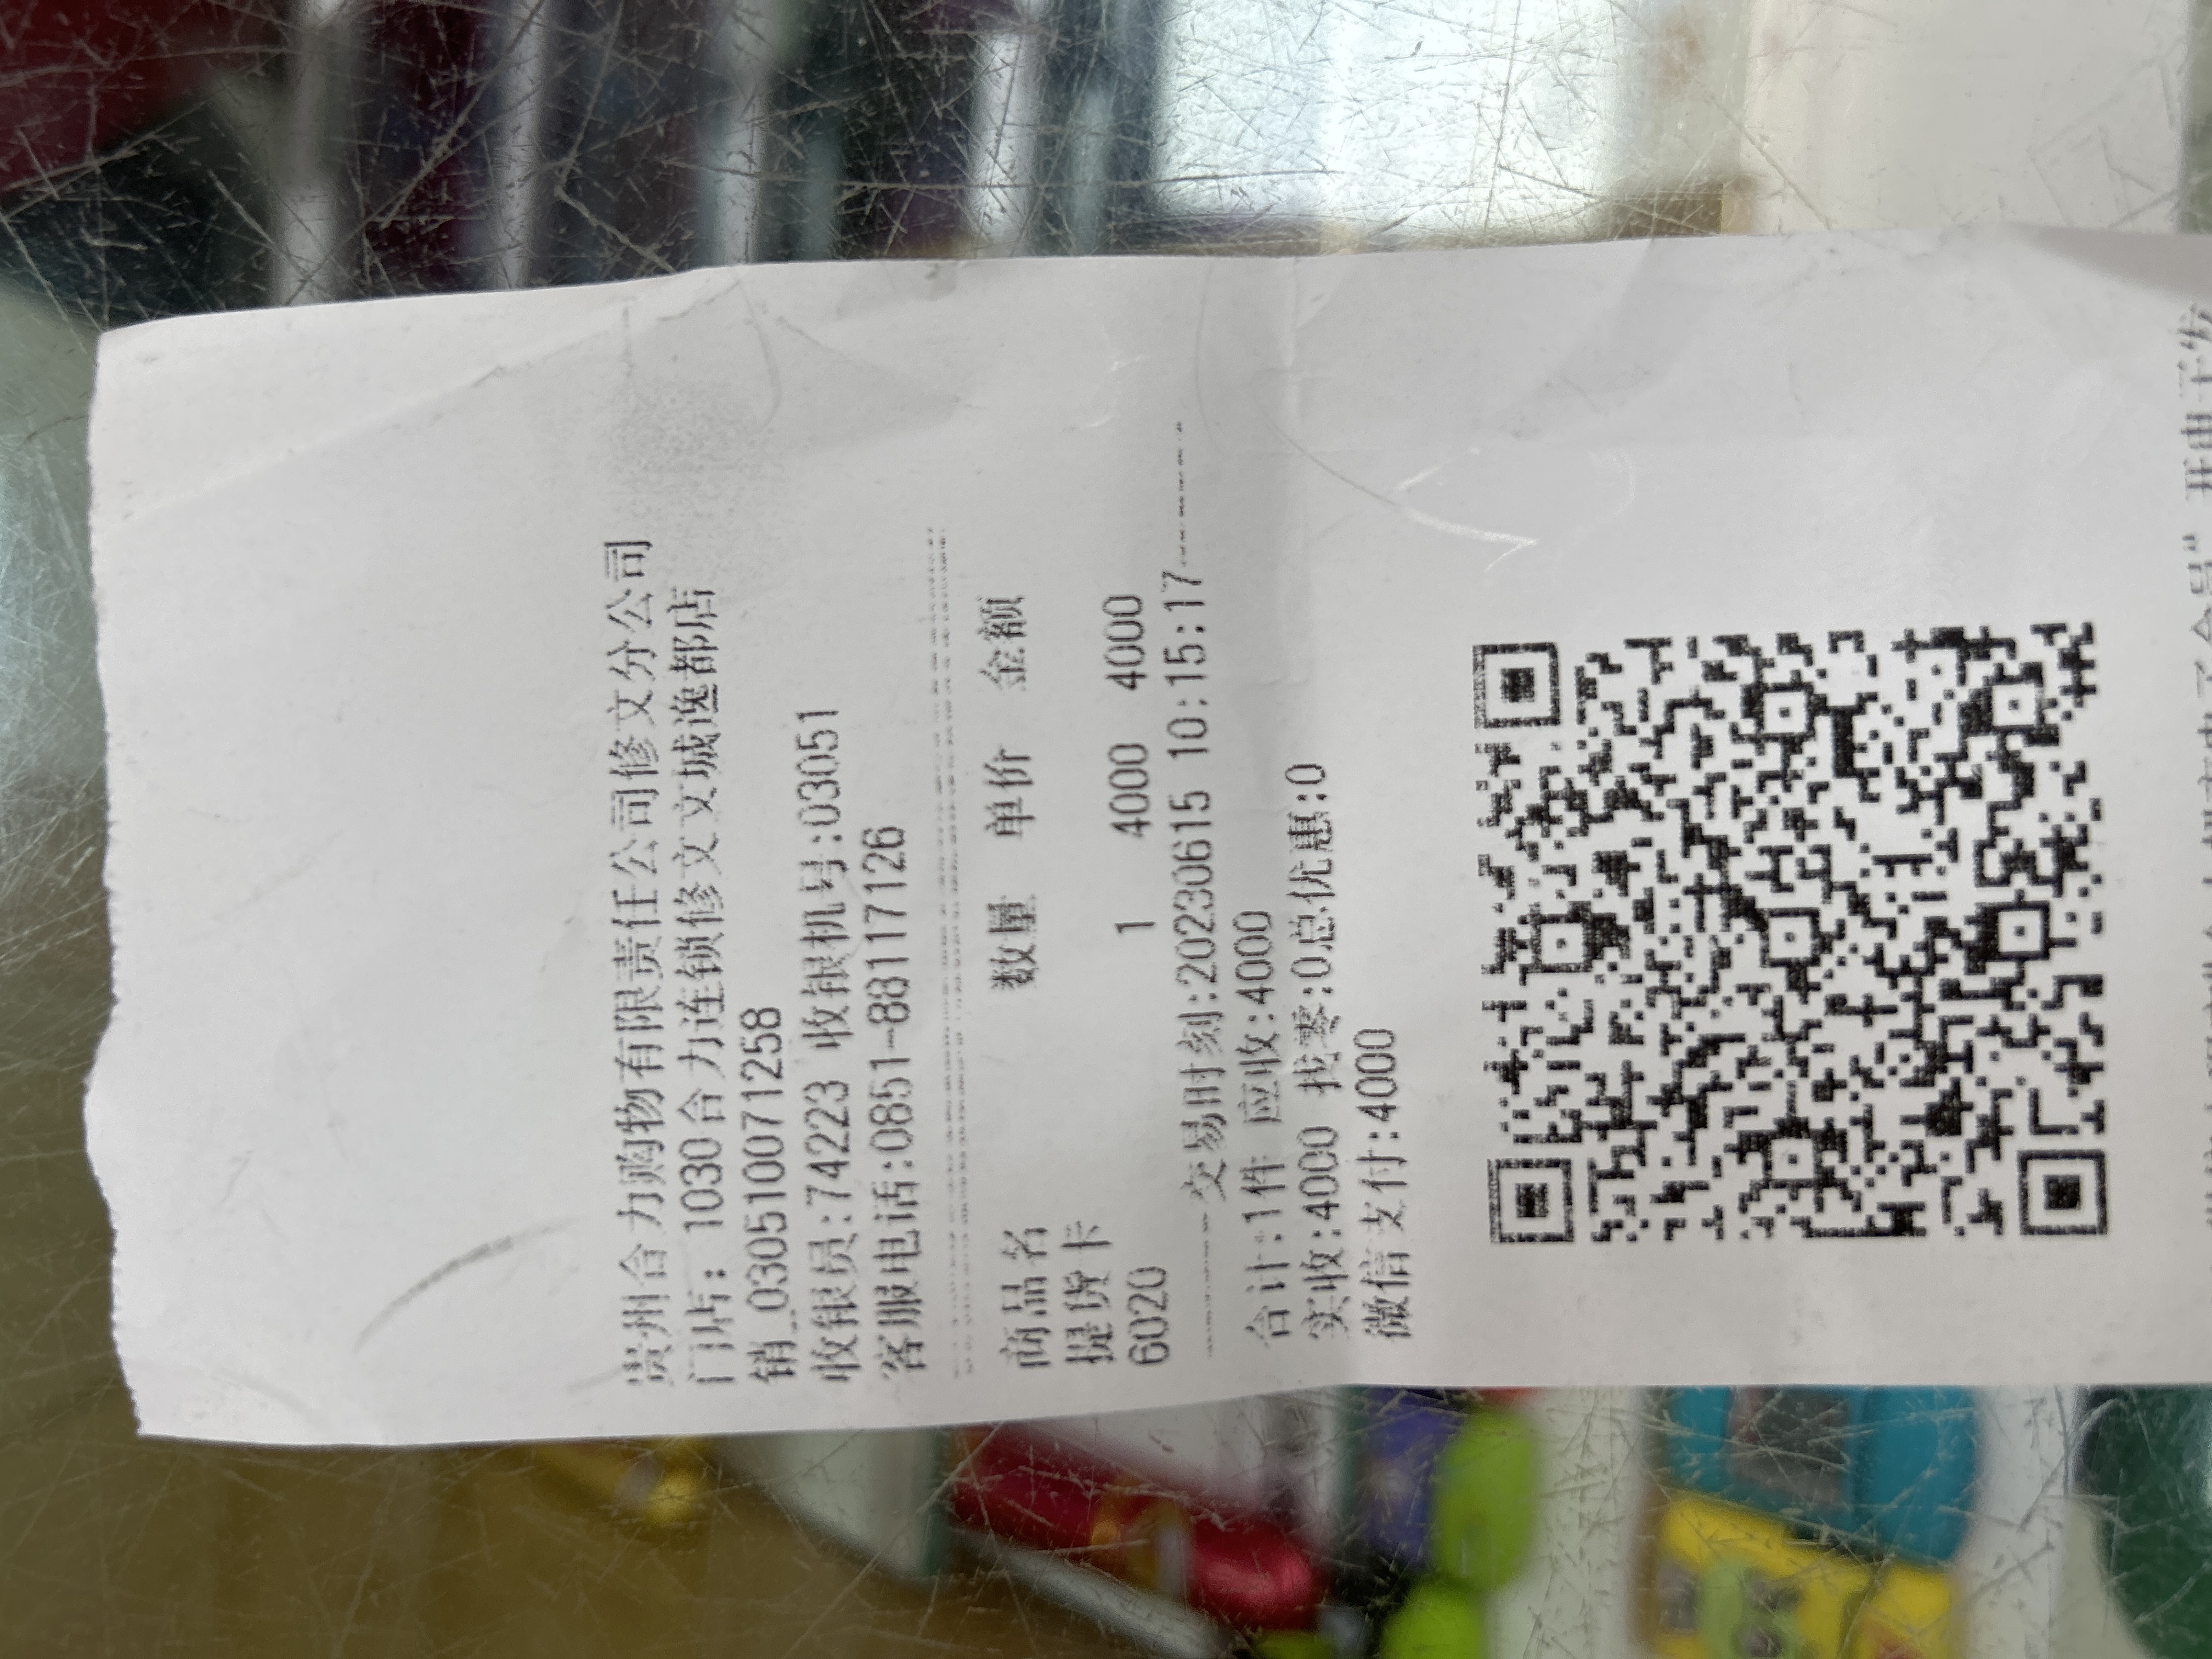 贵州合力购物有限责任公司修文分公司
门店：1030合力连锁修文文城逸都店
销_030510071258
收银员:74223 收银机号:03051
客服电话:0851-88117126
商品名 数量 单价 金额
提货卡
6020 1 4000 4000
交易时刻:20230615 10:15:17
合计:1件 应收:4000
实收:4000 找零:0总优惠:0
微信支付:4000